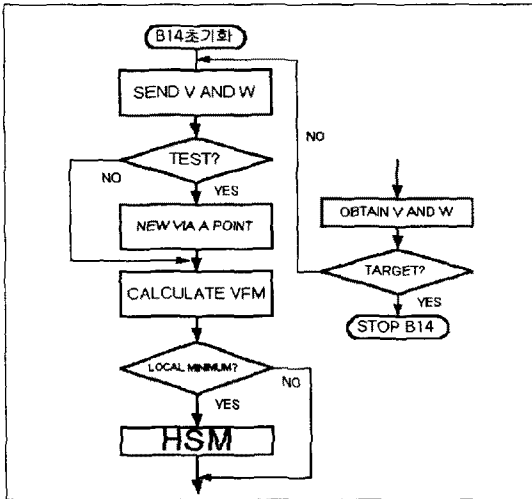 B14초기화
SEND V AND W
TEST?
NO
YES
NEW VIA A POINT
CALCULATE VFM
LOCAL MINIMUM?
NO
YES
HSM
NO
OBTAIN V AND W
TARGET?
YES
STOP B14